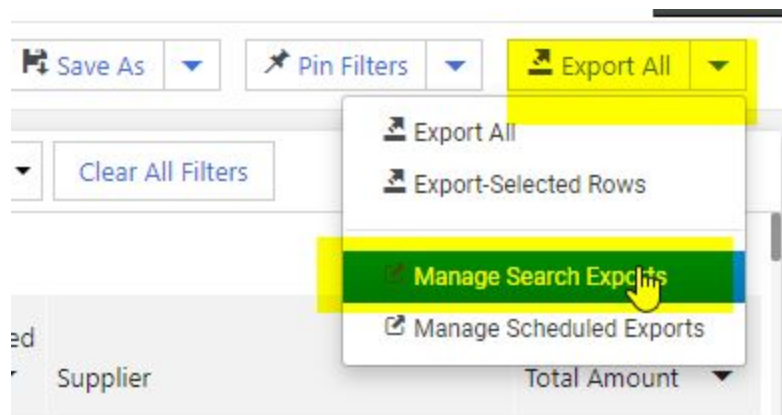 Save As
Pin Filters
Export All
Export All
Clear All Filters
Export-Selected Rows
Manage Search Exports
Manage Scheduled Exports
ed
Supplier
Total Amount